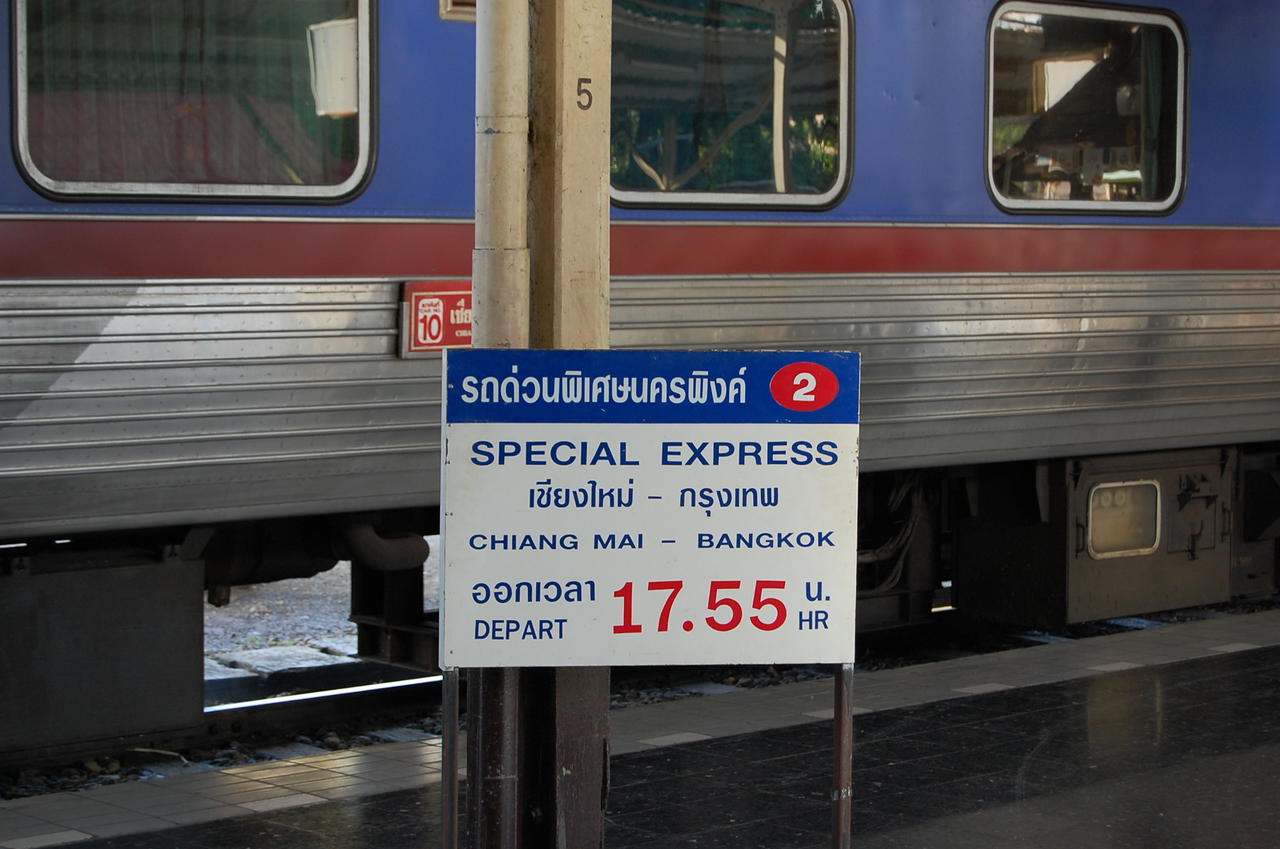 5
10
รถด่วนพิเศษนครพิงค์ 2
SPECIAL EXPRESS
เชียงใหม่ - กรุงเทพ
CHIANG MAI - BANGKOK
ออกเวลา 17.55 น.
DEPART HR